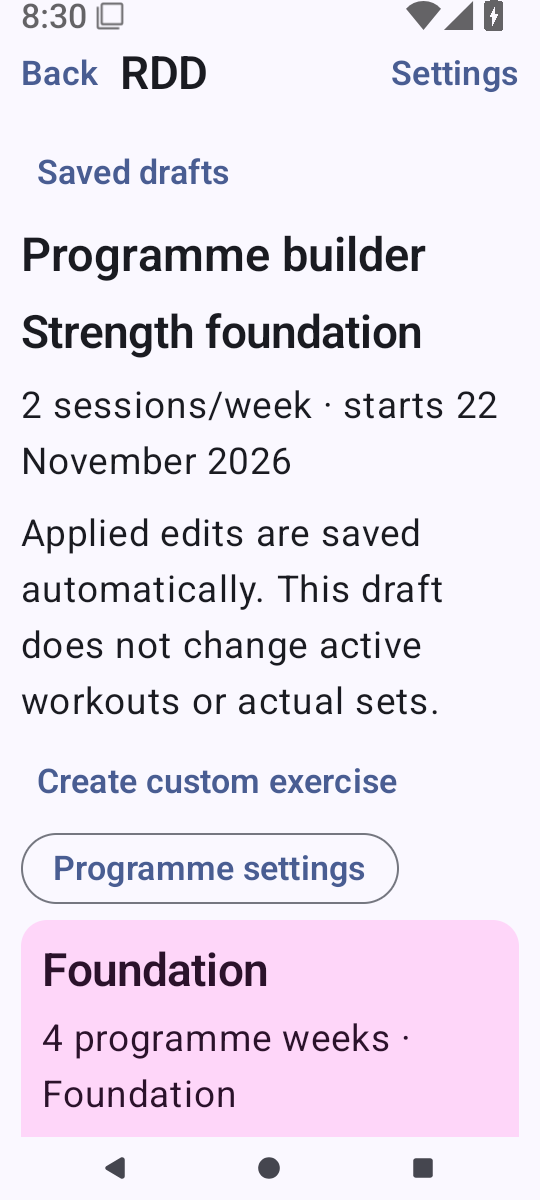 8:30
Back RDD Settings
Saved drafts
Programme builder
Strength foundation
2 sessions/week · starts 22
November 2026
Applied edits are saved
automatically. This draft
does not change active
workouts or actual sets.
Create custom exercise
Programme settings
Foundation
4 programme weeks ·
Foundation